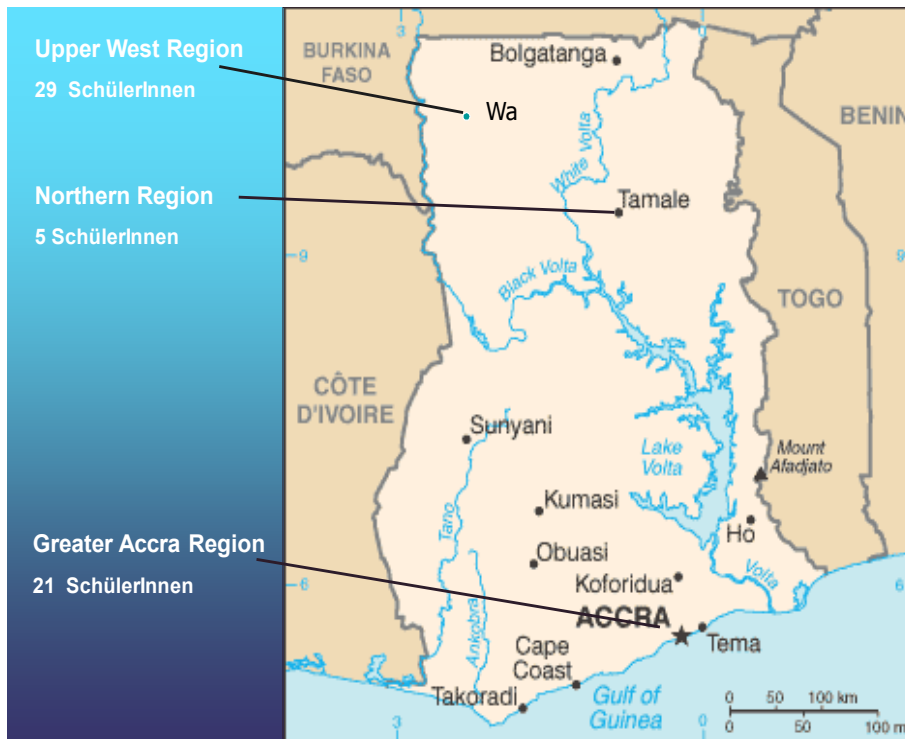 Upper West Region
29 SchülerInnen
Northern Region
5 SchülerInnen
Greater Accra Region
21 SchülerInnen
3
0
BURKINA
FASO
Bolgatanga
Wa
BENIN
White Volta
Tamale
9
9
Black Volta
TOGO
CÔTE
D'IVOIRE
Sunyani
Lake
Volta
Mount
Afadjato
Kumasi
Tano
Ho
Obuasi
Koforidua
Volta
6
6
ACCRA
Ankobra
Tema
Cape
Coast
Takoradi
Gulf of
Guinea
3
0
0 50 100 km
0 50 100 m